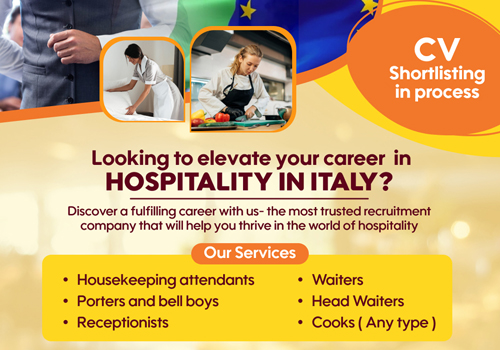 CV
Shortlisting
in process
Looking to elevate your career in
HOSPITALITY IN ITALY?
Discover a fulfilling career with us- the most trusted recruitment
company that will help you thrive in the world of hospitality
Our Services
• Housekeeping attendants
• Porters and bell boys
• Receptionists
• Waiters
• Head Waiters
• Cooks ( Any type )